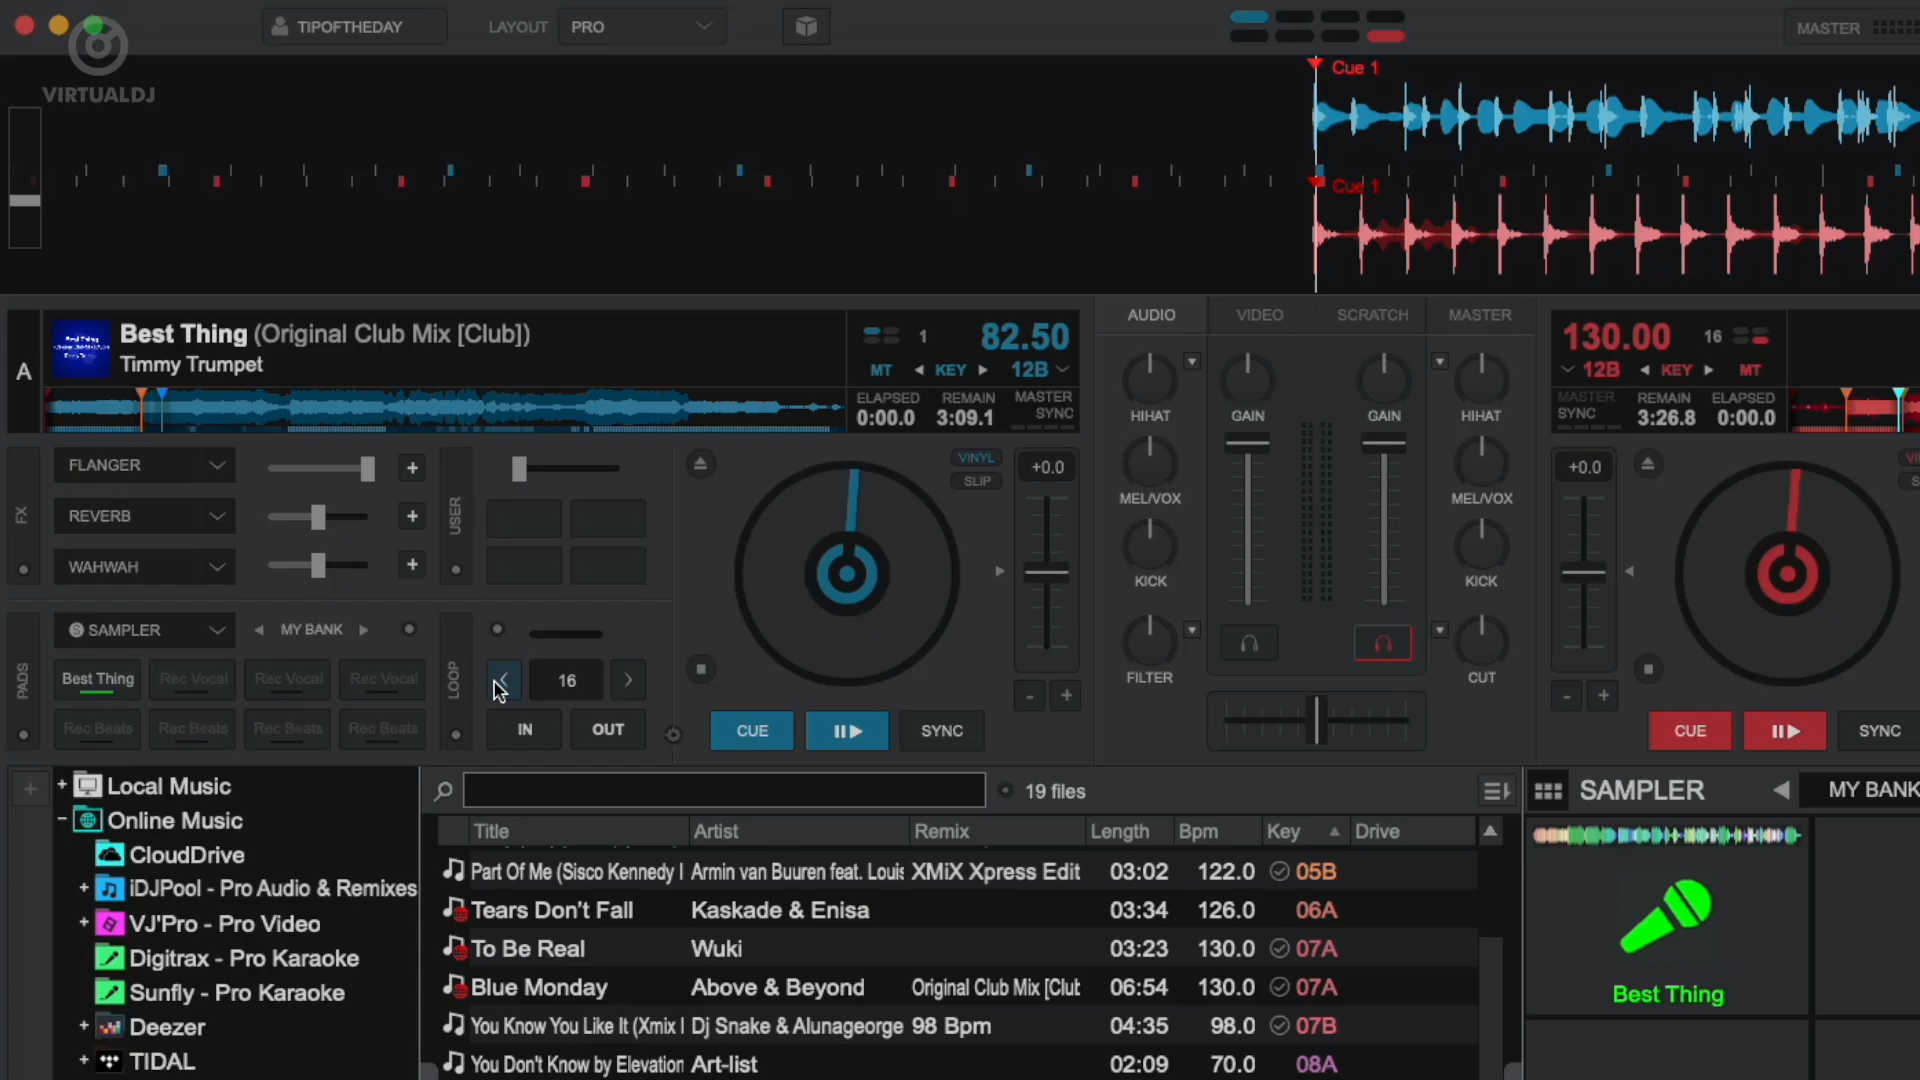 TIPOFTHEDAY
LAYOUT
PRO
MASTER
VIRTUALDJ
Cue 1
Cue 1
A
Best Thing (Original Club Mix [Club])
Timmy Trumpet
1
82.50
MT
KEY
12B
ELAPSED
0:00.0
REMAIN
3:09.1
MASTER
SYNC
AUDIO
VIDEO
SCRATCH
MASTER
HIHAT
GAIN
GAIN
HIHAT
MEL/VOX
MEL/VOX
KICK
KICK
FILTER
CUT
130.00
16
12B
KEY
MT
MASTER
SYNC
REMAIN
3:26.8
ELAPSED
0:00.0
FX
FLANGER
+
REVERB
+
WAHWAH
+
USER
VINYL
SLIP
+0.0
- +
+0.0
- +
PADS
SAMPLER
MY BANK
Best Thing
Rec Vocal
Rec Vocal
Rec Vocal
Rec Beats
Rec Beats
Rec Beats
Rec Beats
LOOP
16
IN
OUT
CUE
SYNC
CUE
SYNC
+
+ Local Music
- Online Music
CloudDrive
+ iDJPool - Pro Audio & Remixes
+ VJ'Pro - Pro Video
Digitrax - Pro Karaoke
Sunfly - Pro Karaoke
+ Deezer
+ TIDAL
19 files
Title Artist Remix Length Bpm Key Drive
Part Of Me (Sisco Kennedy Armin van Buuren feat. Louis XMiX Xpress Edit 03:02 122.0 05B
Tears Don't Fall Kaskade & Enisa 03:34 126.0 06A
To Be Real Wuki 03:23 130.0 07A
Blue Monday Above & Beyond Original Club Mix [Club 06:54 130.0 07A
You Know You Like It (Xmix Dj Snake & Alunageorge 98 Bpm 04:35 98.0 07B
You Don't Know by Elevation Art-list 02:09 70.0 08A
SAMPLER
MY BANK
Best Thing